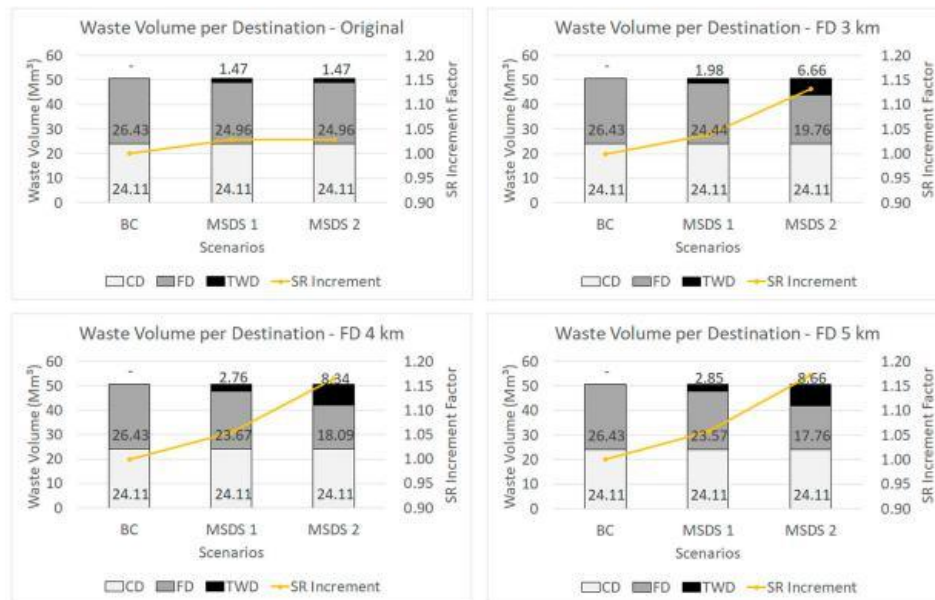 Waste Volume per Destination - Original
Waste Volume (Mm³)
60
50
40
30
20
10
0
-
1.47
1.47
26.43
24.96
24.96
24.11
24.11
24.11
1.20
1.15
1.10
1.05
1.00
0.95
0.90
SR Increment Factor
BC
MSDS 1
MSDS 2
Scenarios
CD
FD
TWD
SR Increment
Waste Volume per Destination - FD 3 km
Waste Volume (Mm³)
60
50
40
30
20
10
0
-
1.98
6.66
26.43
24.44
19.76
24.11
24.11
24.11
1.20
1.15
1.10
1.05
1.00
0.95
0.90
SR Increment Factor
BC
MSDS 1
MSDS 2
Scenarios
CD
FD
TWD
SR Increment
Waste Volume per Destination - FD 4 km
Waste Volume (Mm³)
60
50
40
30
20
10
0
-
2.76
8.34
26.43
23.67
18.09
24.11
24.11
24.11
1.20
1.15
1.10
1.05
1.00
0.95
0.90
SR Increment Factor
BC
MSDS 1
MSDS 2
Scenarios
CD
FD
TWD
SR Increment
Waste Volume per Destination - FD 5 km
Waste Volume (Mm³)
60
50
40
30
20
10
0
-
2.85
8.66
26.43
23.57
17.76
24.11
24.11
24.11
1.20
1.15
1.10
1.05
1.00
0.95
0.90
SR Increment Factor
BC
MSDS 1
MSDS 2
Scenarios
CD
FD
TWD
SR Increment